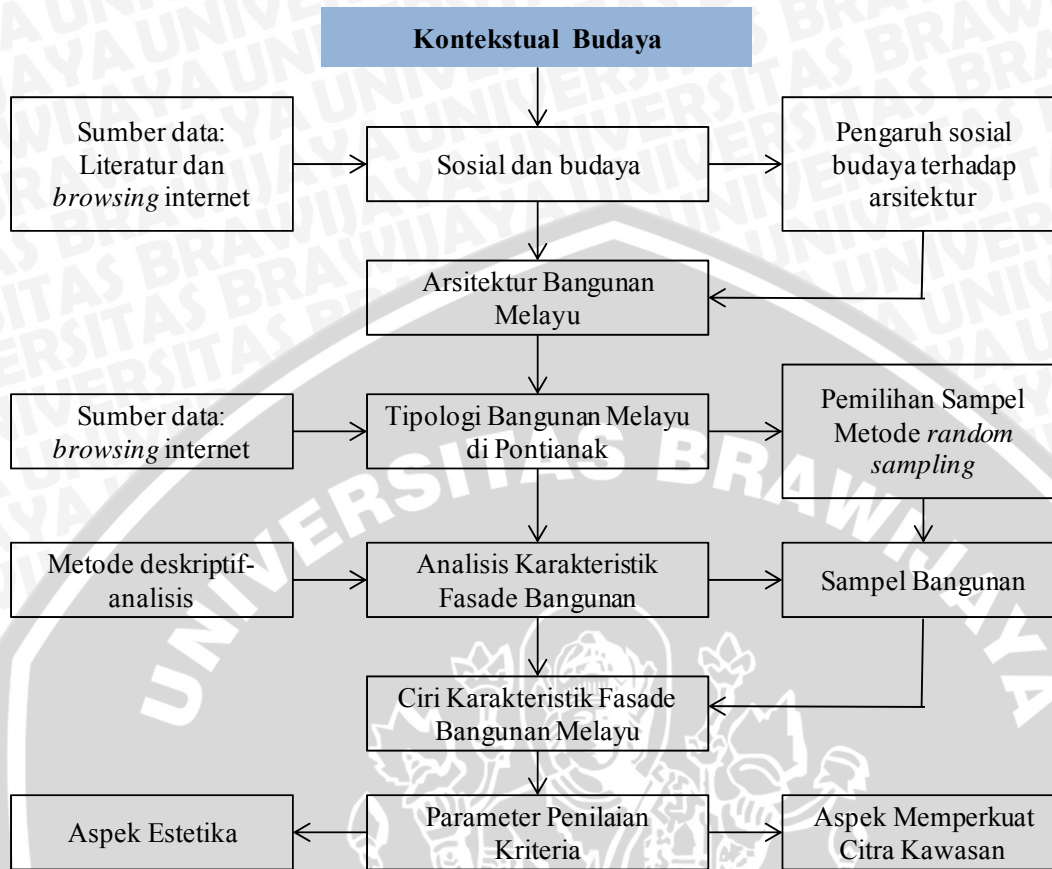 Kontekstual Budaya
Sumber data:
Literatur dan
browsing internet
Sosial dan budaya
Pengaruh sosial
budaya terhadap
arsitektur
Arsitektur Bangunan
Melayu
Sumber data:
browsing internet
Tipologi Bangunan Melayu
di Pontianak
Pemilihan Sampel
Metode random
sampling
Metode deskriptif-
analisis
Analisis Karakteristik
Fasade Bangunan
Sampel Bangunan
Ciri Karakteristik Fasade
Bangunan Melayu
Aspek Estetika
Parameter Penilaian
Kriteria
Aspek Memperkuat
Citra Kawasan
UNIVERSITAS BRAWIJAYA